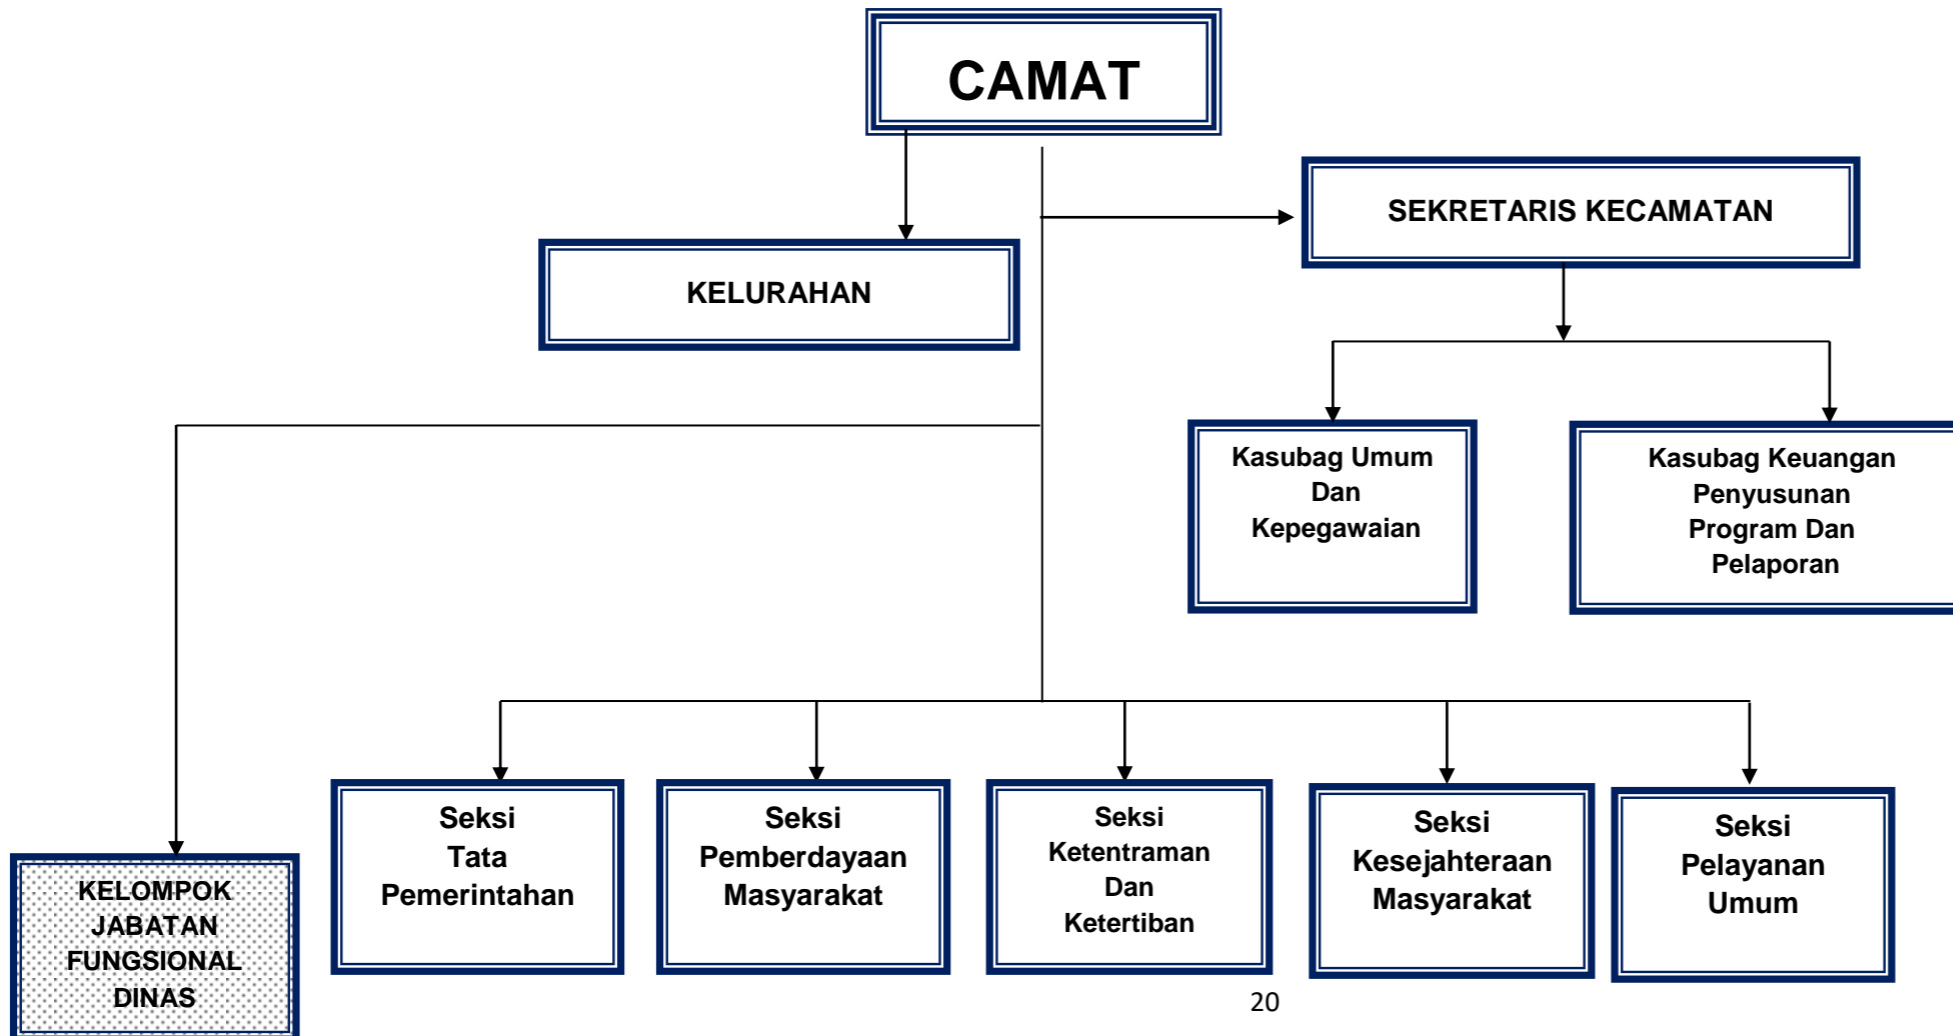 CAMAT
SEKRETARIS KECAMATAN
KELURAHAN
Kasubag Umum
Dan
Kepegawaian
Kasubag Keuangan
Penyusunan
Program Dan
Pelaporan
Seksi
Tata
Pemerintahan
Seksi
Pemberdayaan
Masyarakat
Seksi
Ketentraman
Dan
Ketertiban
Seksi
Kesejahteraan
Masyarakat
Seksi
Pelayanan
Umum
KELOMPOK
JABATAN
FUNGSIONAL
DINAS
20